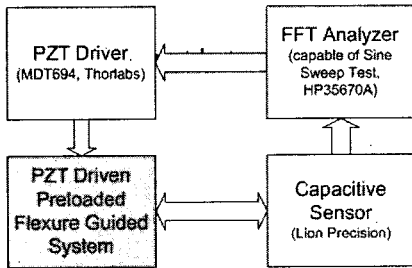 PZT Driver
(MDT694, Thorlabs)
FFT Analyzer
(capable of Sine
Sweep Test,
HP35670A)
PZT Driven
Preloaded
Flexure Guided
System
Capacitive
Sensor
(Lion Precision)